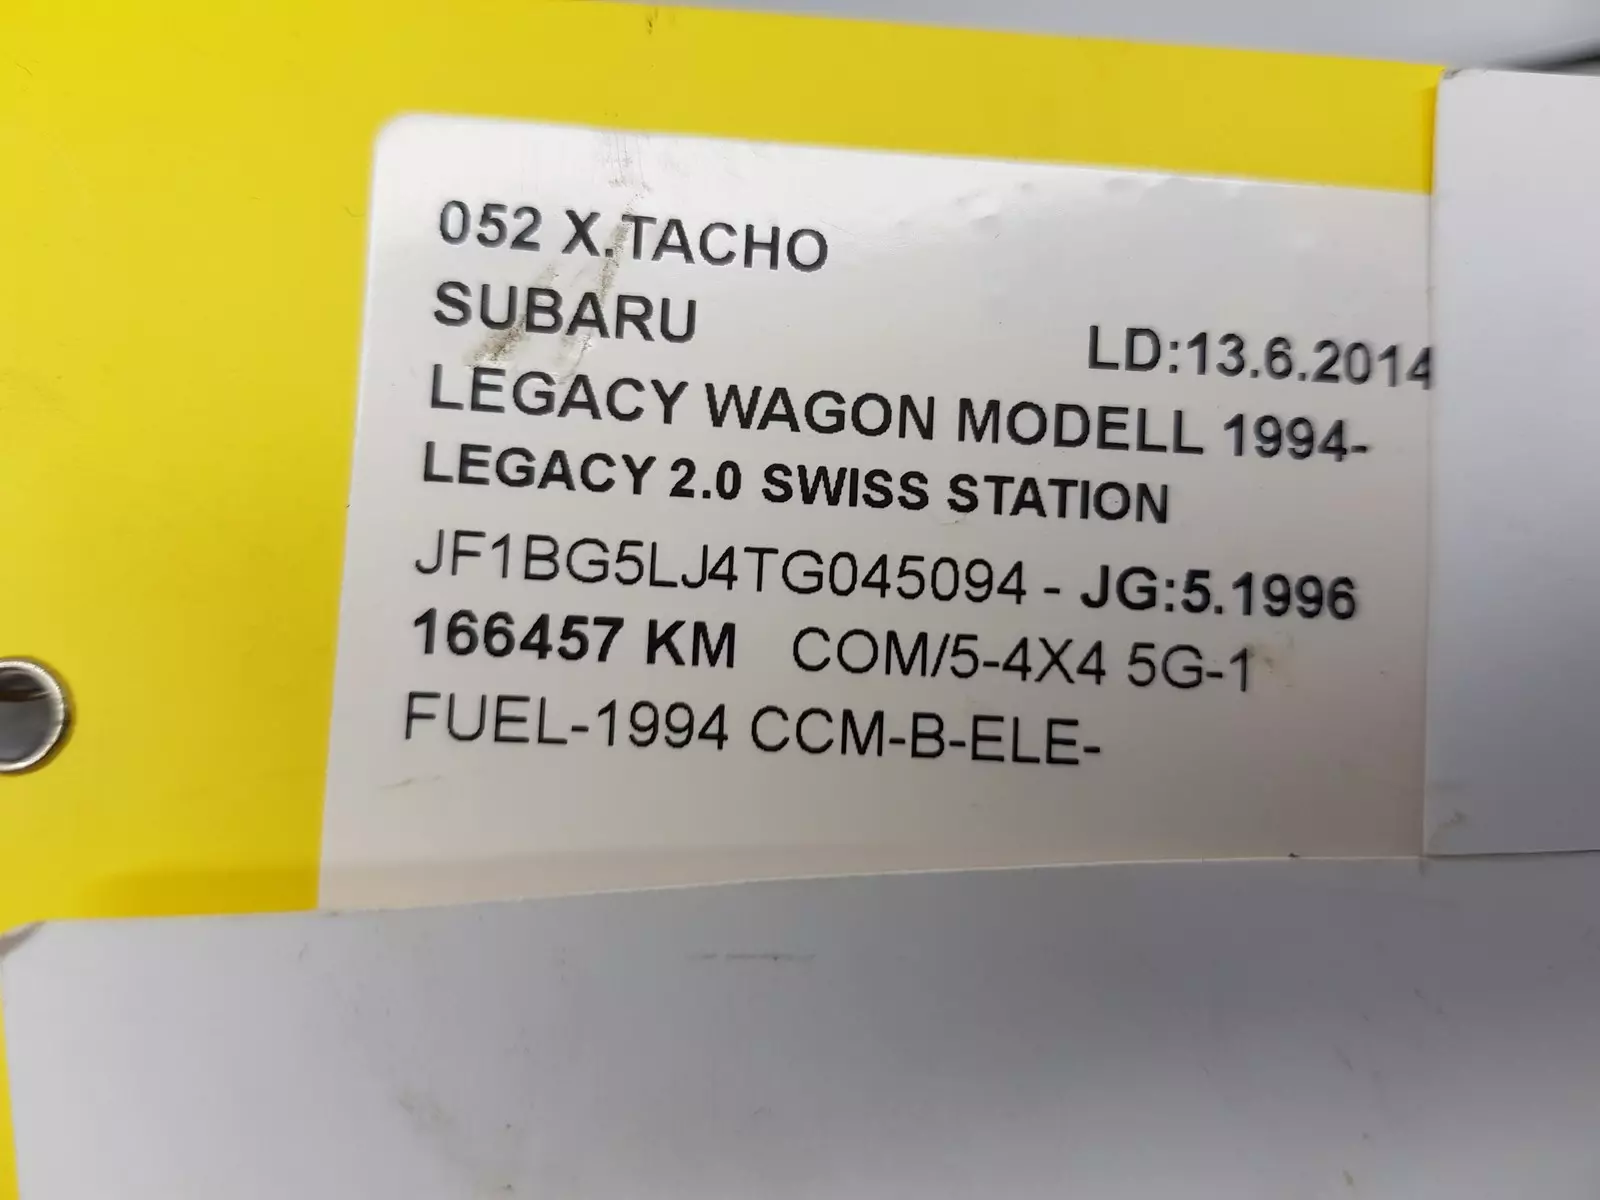 052 X.TACHO
SUBARU LD:13.6.2014
LEGACY WAGON MODELL 1994-
LEGACY 2.0 SWISS STATION
JF1BG5LJ4TG045094 - JG:5.1996
166457 KM COM/5-4X4 5G-1
FUEL-1994 CCM-B-ELE-